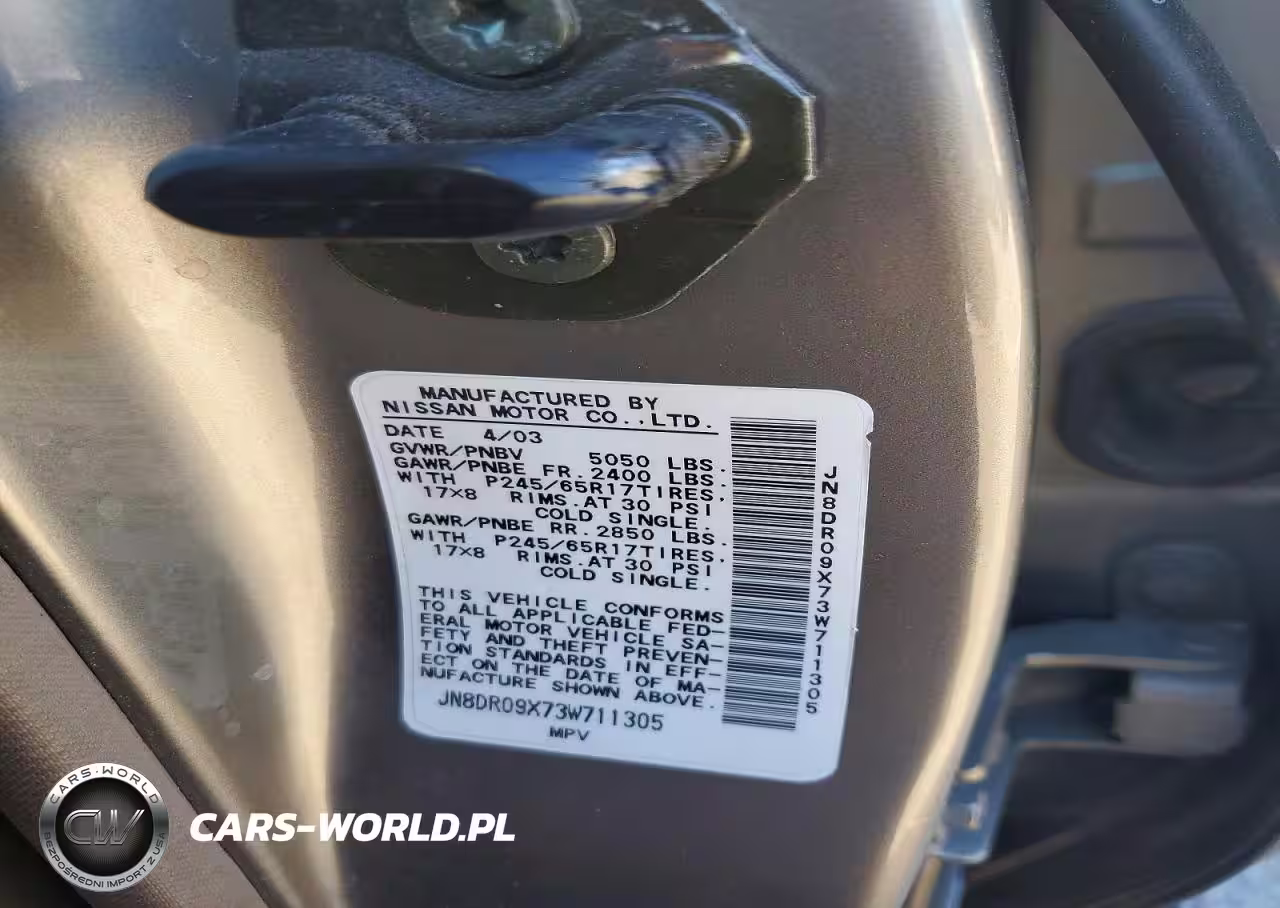 MANUFACTURED BY
NISSAN MOTOR CO.,LTD.
DATE 4/03
GVWR/PNBV 5050 LBS.
GAWR/PNBE FR. 2400 LBS.
WITH P245/65R17TIRES,
17×8 RIMS.AT 30 PSI
COLD SINGLE.
GAWR/PNBE RR. 2850 LBS.
WITH P245/65R17TIRES.
17×8 RIMS.AT 30 PSI
COLD SINGLE.
THIS VEHICLE CONFORMS
TO ALL APPLICABLE FED-
ERAL MOTOR VEHICLE SA-
FETY AND THEFT PREVEN-
TION STANDARDS IN EFF-
ECT ON THE DATE OF MA-
NUFACTURE SHOWN ABOVE.
JN8DR09X73W711305
MPV
JN8DR09X73W711305
CARS-WORLD
CW
BEZPOŚREDNI IMPORT Z USA
CARS-WORLD.PL